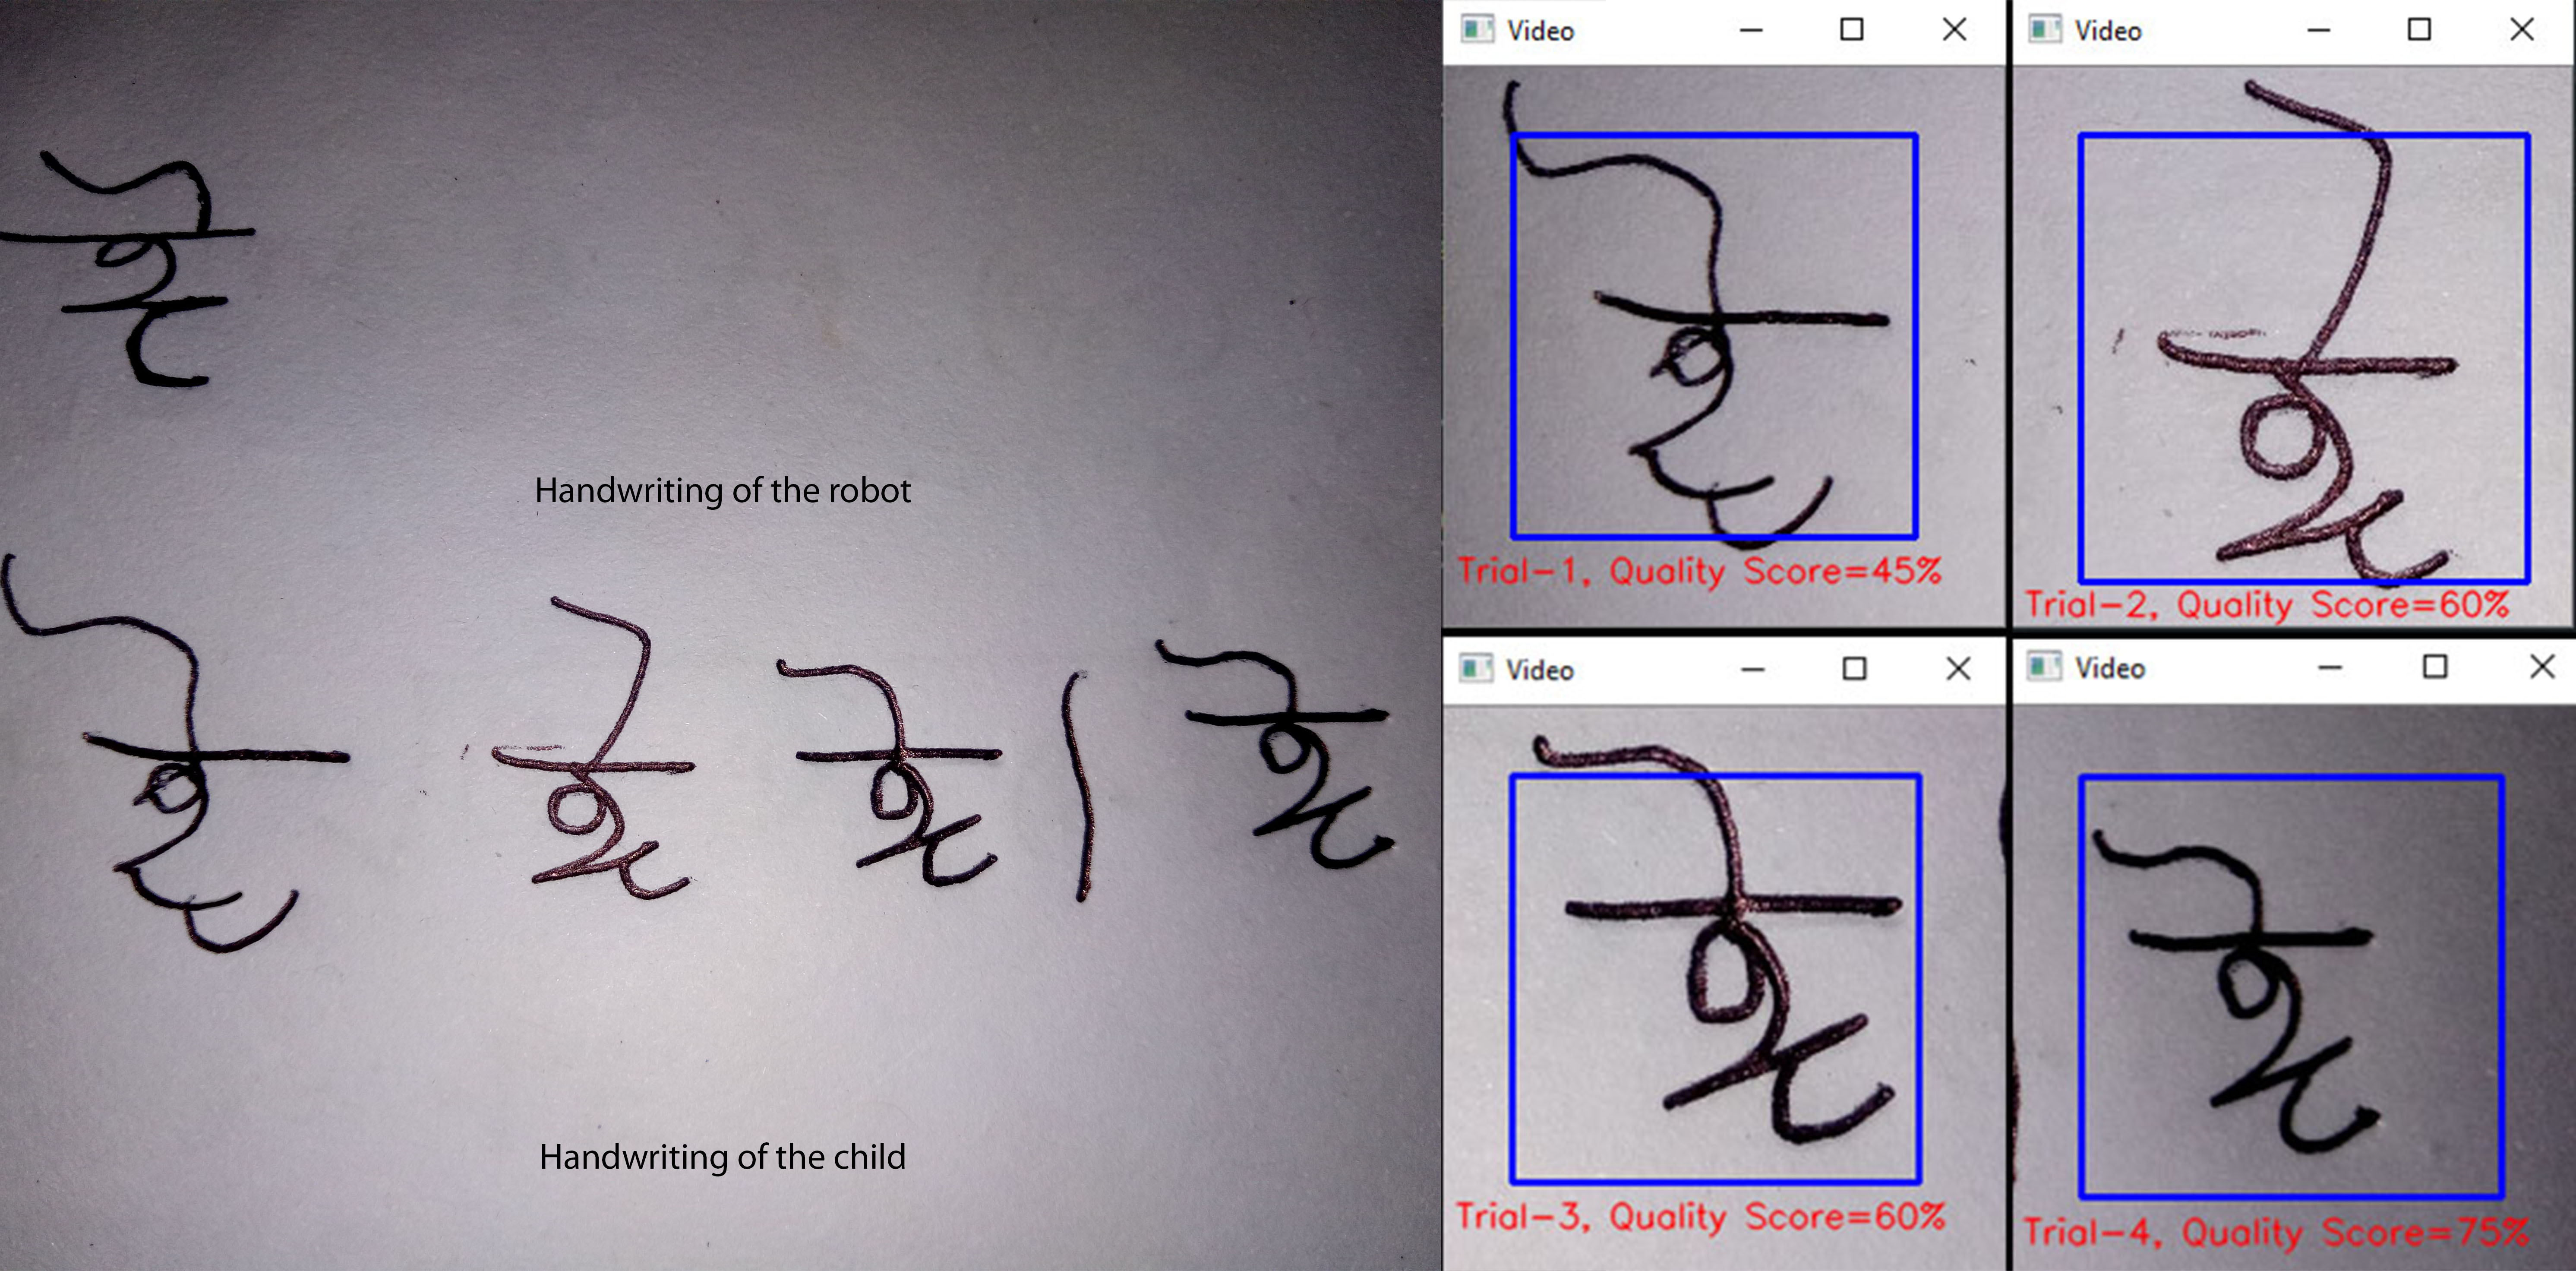 ই
Handwriting of the robot
ই ই ই | ই
Handwriting of the child
Video
ই
Trial-1, Quality Score=45%
Video
ই
Trial-2, Quality Score=60%
Video
ই
Trial-3, Quality Score=60%
Video
ই
Trial-4, Quality Score=75%